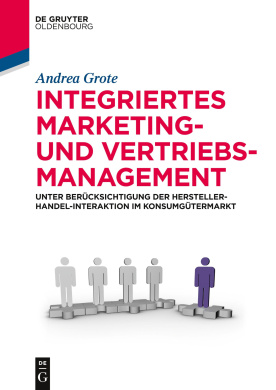 DE GRUYTER
OLDENBOURG
Andrea Grote
INTEGRIERTES
MARKETING-
UND VERTRIEBS-
MANAGEMENT
UNTER BERÜCKSICHTIGUNG DER HERSTELLER-
HANDEL-INTERAKTION IM KONSUMGÜTERMARKT
DE
G